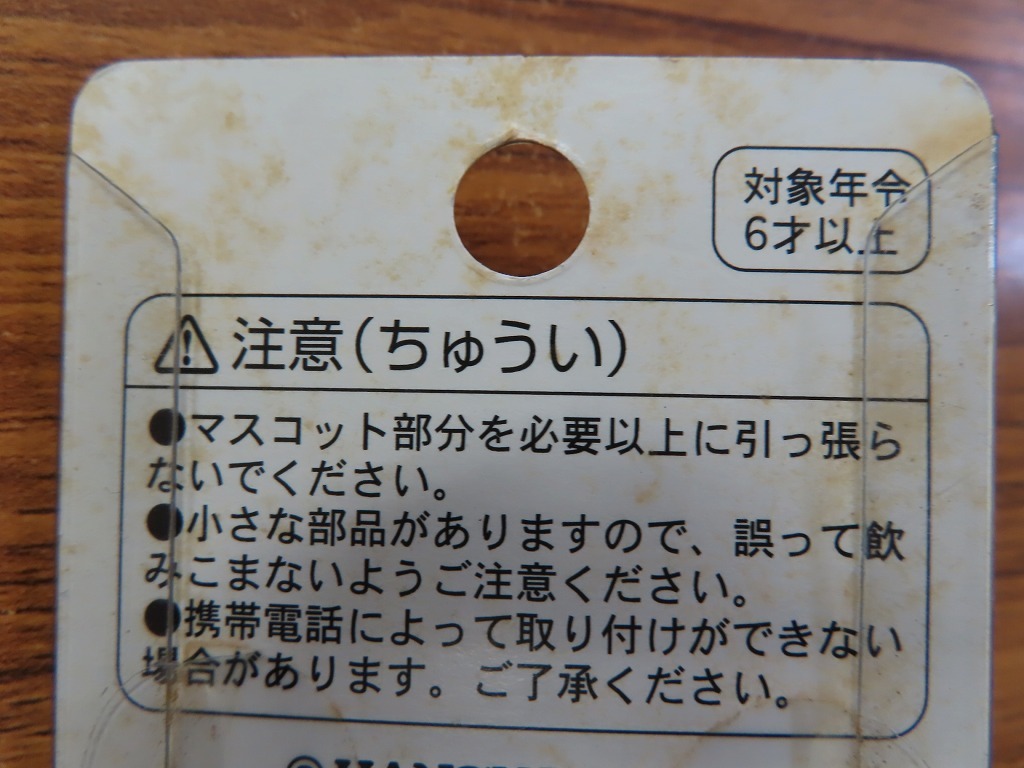 対象年令
6才以上
⚠注意(ちゅうい)
●マスコット部分を必要以上に引っ張ら
ないでください。
●小さな部品がありますので、誤って飲
みこまないようご注意ください。
●携帯電話によって取り付けができない
場合があります。ご了承ください。